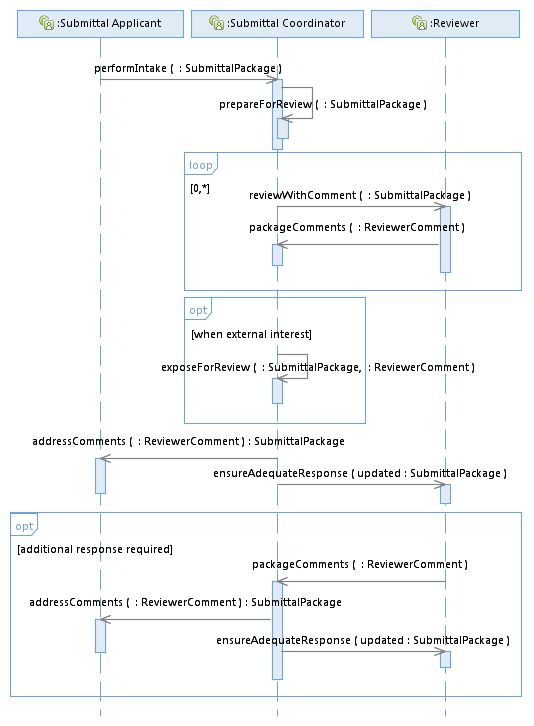 :Submittal Applicant
:Submittal Coordinator
:Reviewer
performIntake ( : SubmittalPackage )
prepareForReview ( : SubmittalPackage )
loop
[0,*]
reviewWithComment ( : SubmittalPackage )
packageComments ( : ReviewerComment )
opt
[when external interest]
exposeForReview ( : SubmittalPackage, : ReviewerComment )
addressComments ( : ReviewerComment ) : SubmittalPackage
ensureAdequateResponse ( updated : SubmittalPackage )
opt
[additional response required]
packageComments ( : ReviewerComment )
addressComments ( : ReviewerComment ) : SubmittalPackage
ensureAdequateResponse ( updated : SubmittalPackage )